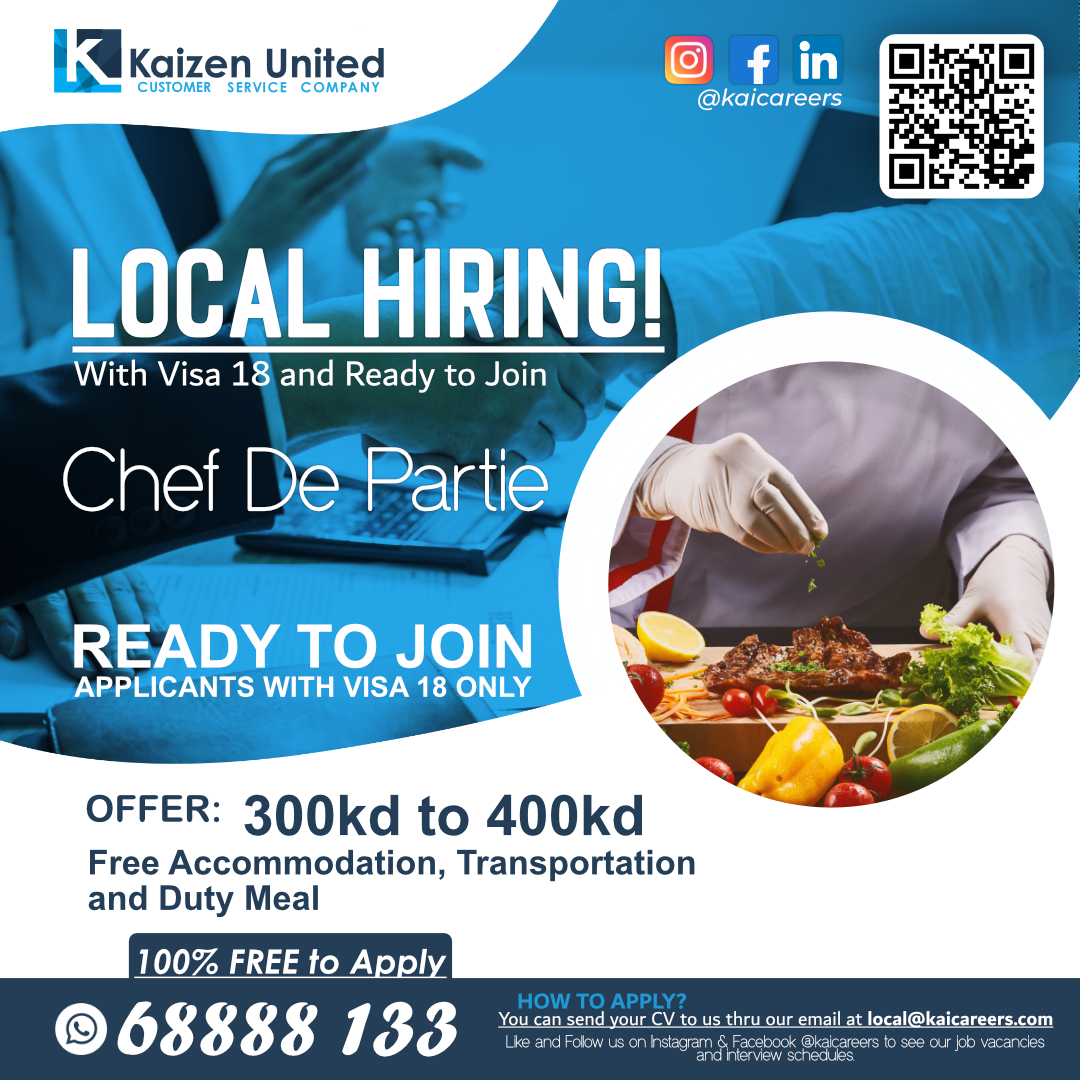 K Kaizen United
CUSTOMER SERVICE COMPANY
@kaicareers
LOCAL HIRING!
With Visa 18 and Ready to Join
Chef De Partie
READY TO JOIN
APPLICANTS WITH VISA 18 ONLY
OFFER: 300kd to 400kd
Free Accommodation, Transportation
and Duty Meal
100% FREE to Apply
68888 133
HOW TO APPLY?
You can send your CV to us thru our email at local@kaicareers.com
Like and Follow us on Instagram & Facebook @kaicareers to see our job vacancies
and interview schedules.